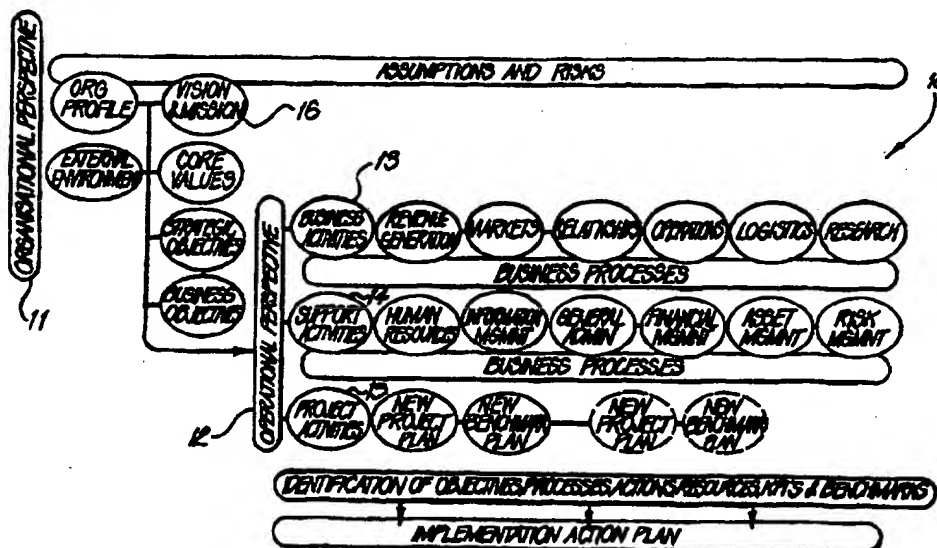 ORGANISATIONAL PERSPECTIVE
ASSUMPTIONS AND RISKS
ORG
PROFILE
VISION
&MISSION
16
EXTERNAL
ENVIRONMENT
CORE
VALUES
STRATEGIC
OBJECTIVES
BUSINESS
OBJECTIVES
11
OPERATIONAL PERSPECTIVE
12
13
BUSINESS
ACTIVITIES
REVENUE
GENERATION
MARKETS
RELATIONSHIPS
OPERATIONS
LOGISTICS
RESEARCH
BUSINESS PROCESSES
14
SUPPORT
ACTIVITIES
HUMAN
RESOURCES
INFORMATION
MGMNT
GENERAL
ADMIN
FINANCIAL
MGMNT
ASSET
MGMNT
RISK
MGMNT
BUSINESS PROCESSES
15
PROJECT
ACTIVITIES
NEW
PROJECT
PLAN
NEW
BENCHMARK
PLAN
NEW
PROJECT
PLAN
NEW
BENCHMARK
PLAN
IDENTIFICATION OF OBJECTIVES,PROCESSES,ACTIONS,RESOURCES,KPI'S & BENCHMARKS
IMPLEMENTATION ACTION PLAN